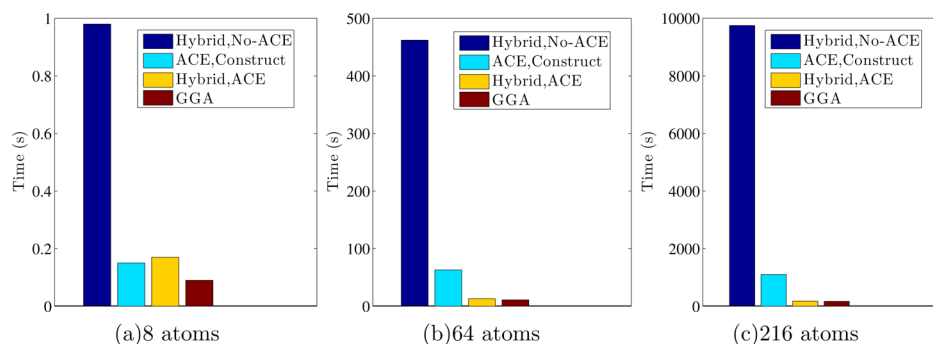 Time (s)
1
0.8
0.6
0.4
0.2
0
Hybrid,No-ACE
ACE,Construct
Hybrid,ACE
GGA
(a)8 atoms
Time (s)
500
400
300
200
100
0
Hybrid,No-ACE
ACE,Construct
Hybrid,ACE
GGA
(b)64 atoms
Time (s)
10000
8000
6000
4000
2000
0
Hybrid,No-ACE
ACE,Construct
Hybrid,ACE
GGA
(c)216 atoms